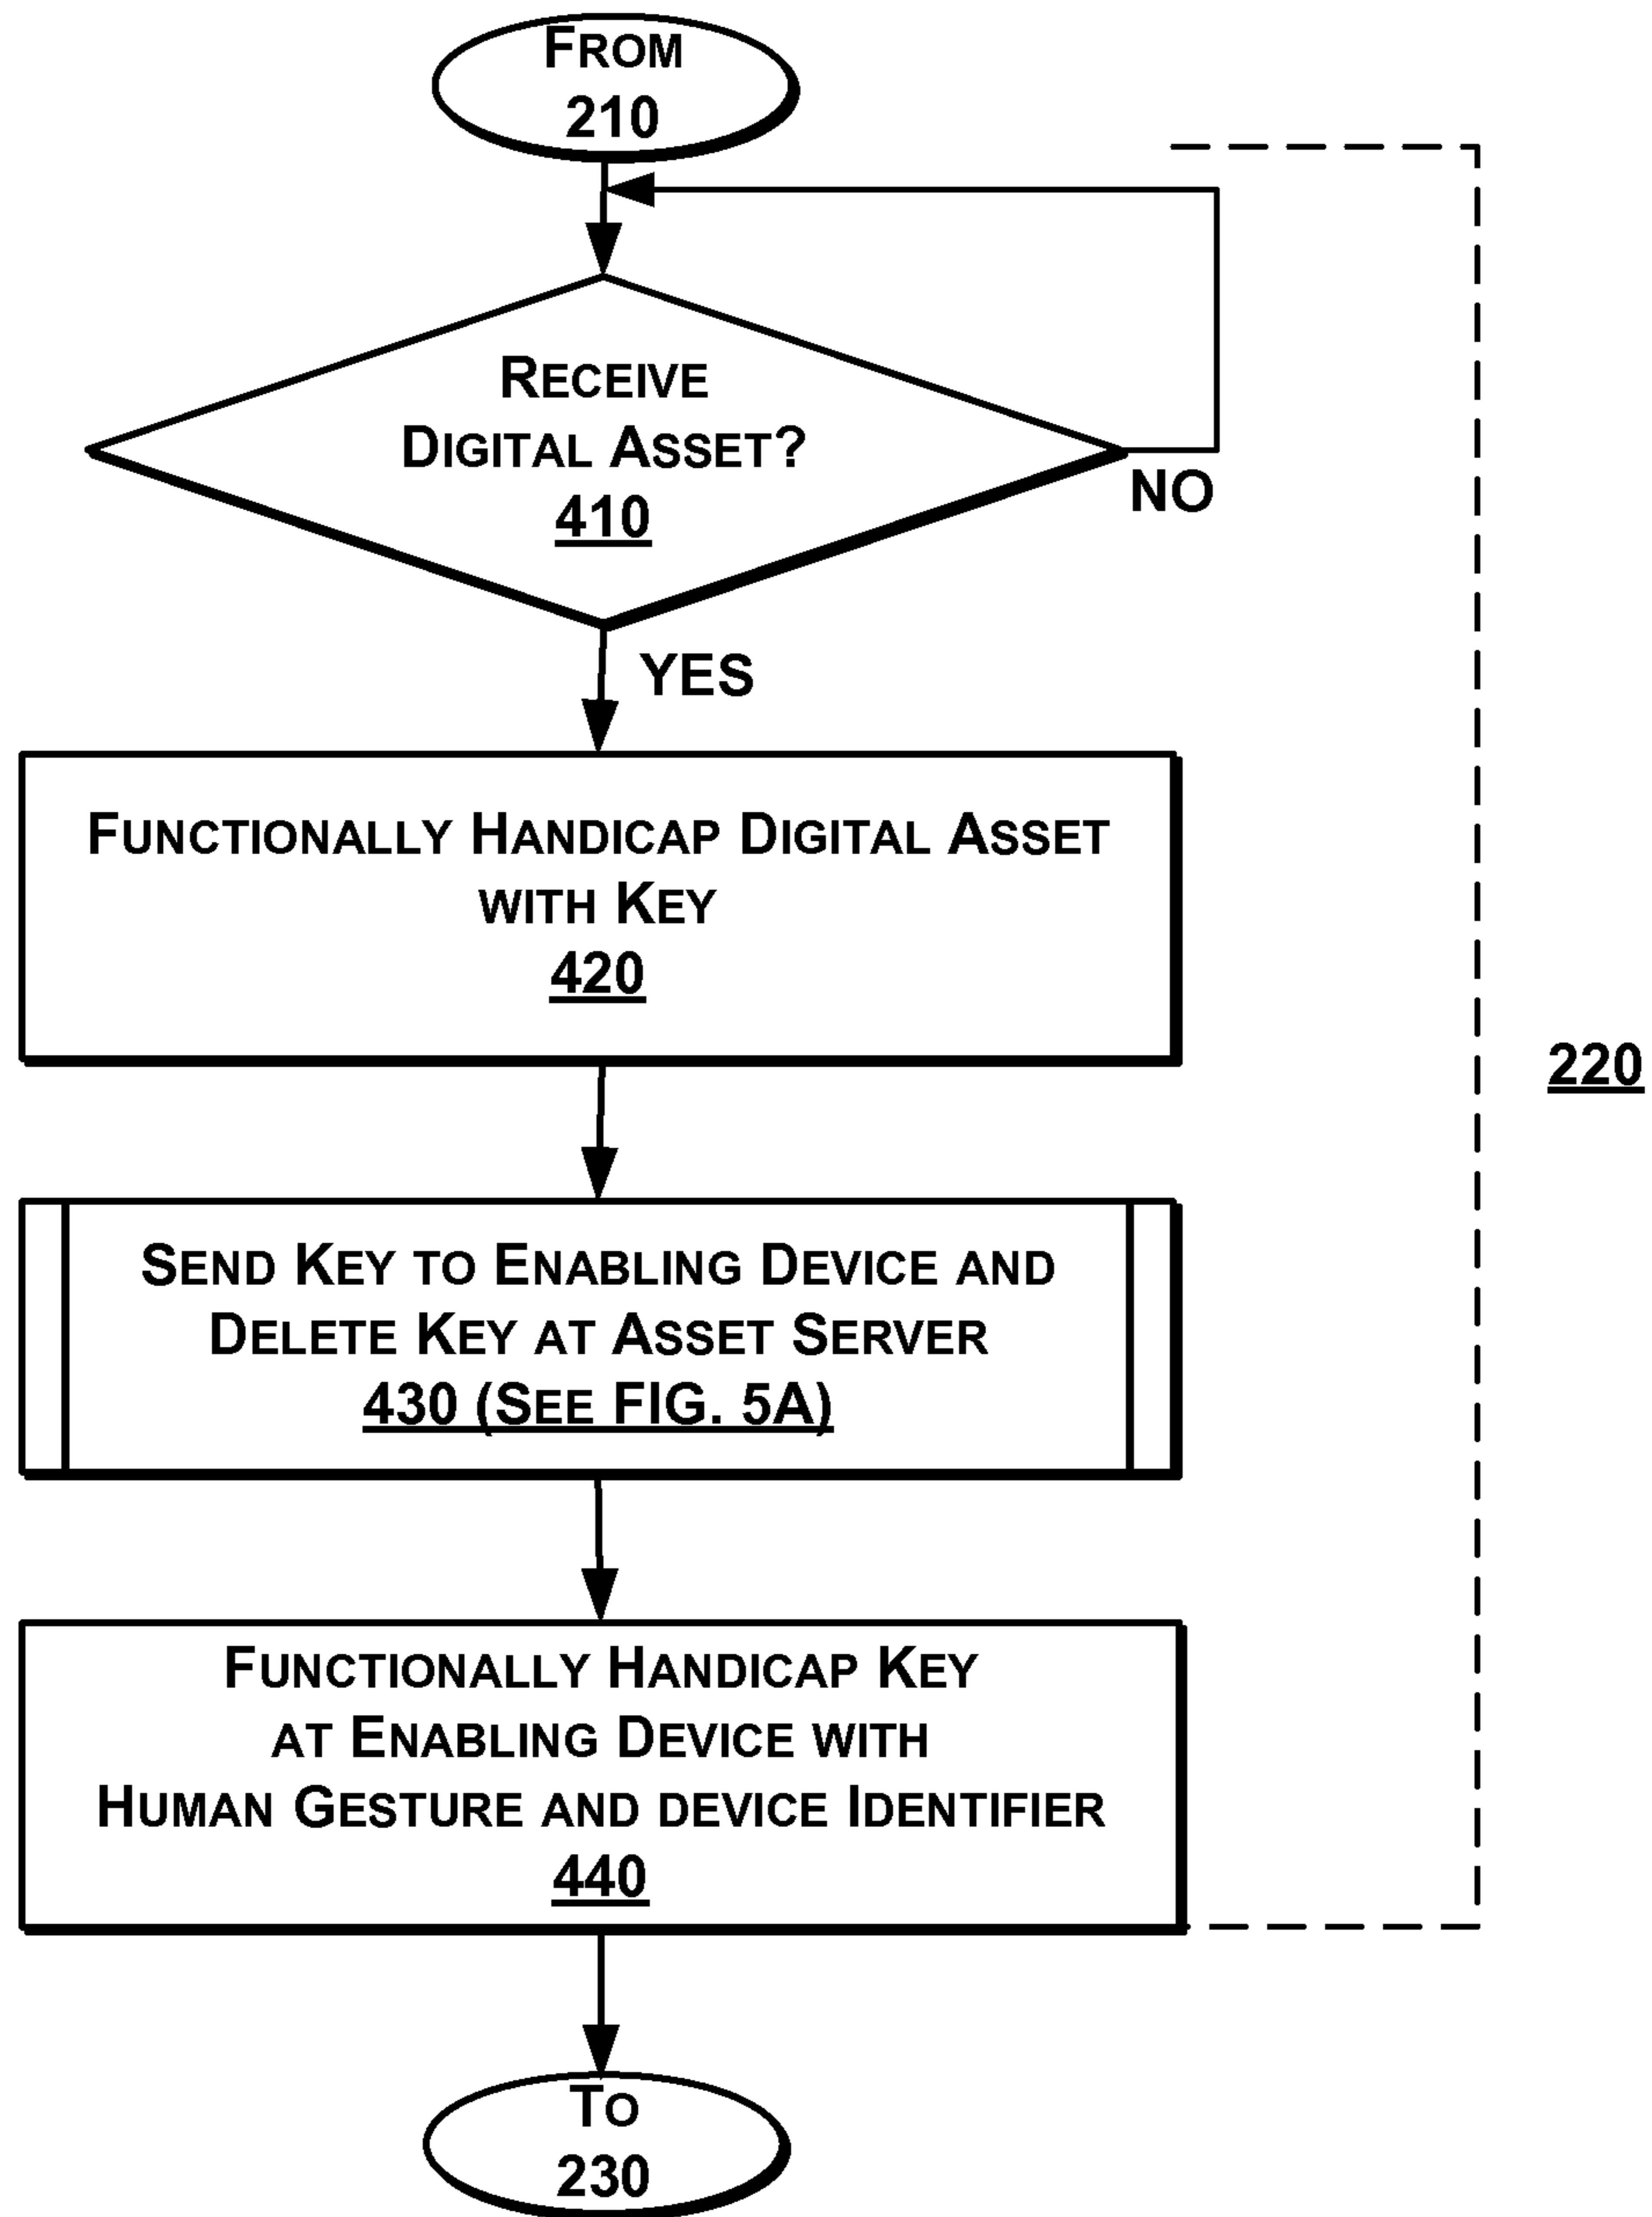 FROM
210
RECEIVE
DIGITAL ASSET?
410
NO
YES
FUNCTIONALLY HANDICAP DIGITAL ASSET
WITH KEY
420
220
SEND KEY TO ENABLING DEVICE AND
DELETE KEY AT ASSET SERVER
430 (SEE FIG. 5A)
FUNCTIONALLY HANDICAP KEY
AT ENABLING DEVICE WITH
HUMAN GESTURE AND DEVICE IDENTIFIER
440
TO
230